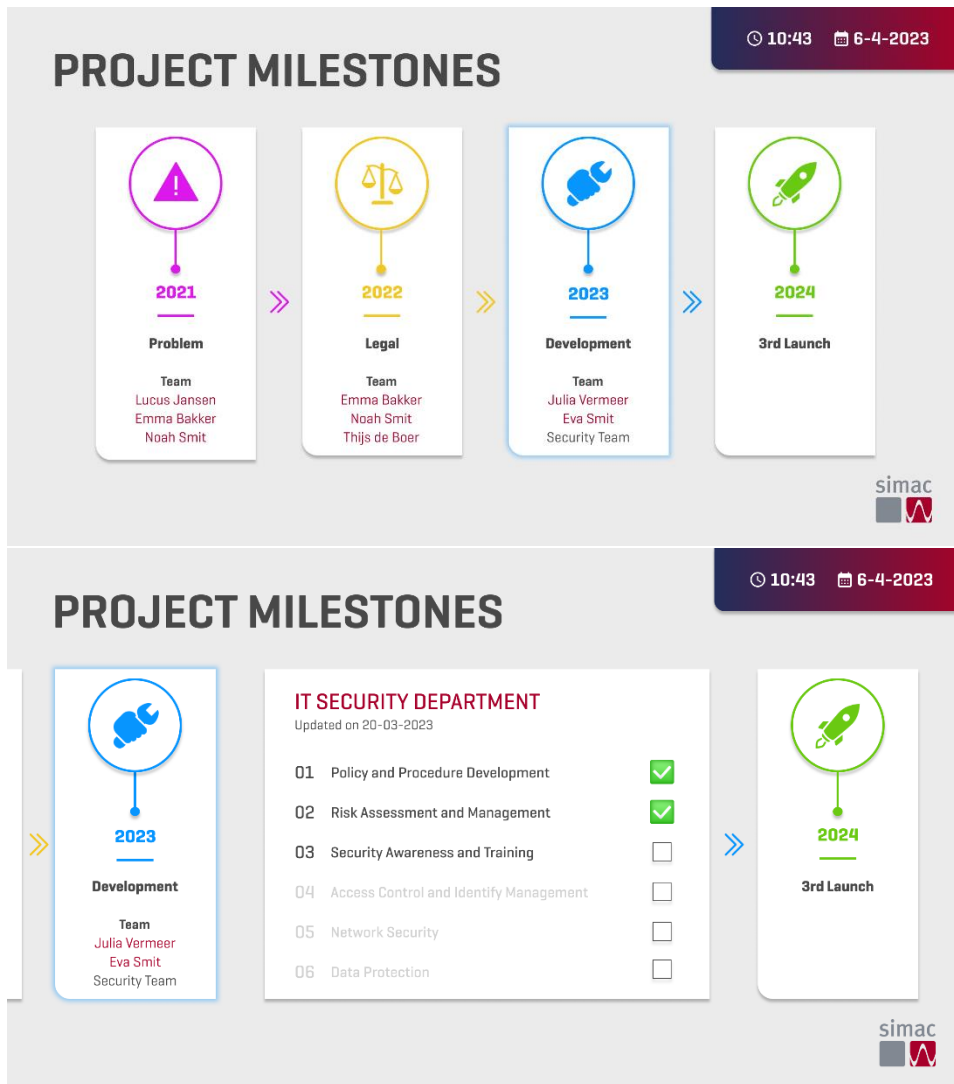 10:43 6-4-2023
PROJECT MILESTONES
2021
Problem
Team
Lucus Jansen
Emma Bakker
Noah Smit
2022
Legal
Team
Emma Bakker
Noah Smit
Thijs de Boer
2023
Development
Team
Julia Vermeer
Eva Smit
Security Team
2024
3rd Launch
simac
10:43 6-4-2023
PROJECT MILESTONES
2023
Development
Team
Julia Vermeer
Eva Smit
Security Team
IT SECURITY DEPARTMENT
Updated on 20-03-2023
01 Policy and Procedure Development
02 Risk Assessment and Management
03 Security Awareness and Training
04 Access Control and Identify Management
05 Network Security
06 Data Protection
2024
3rd Launch
simac